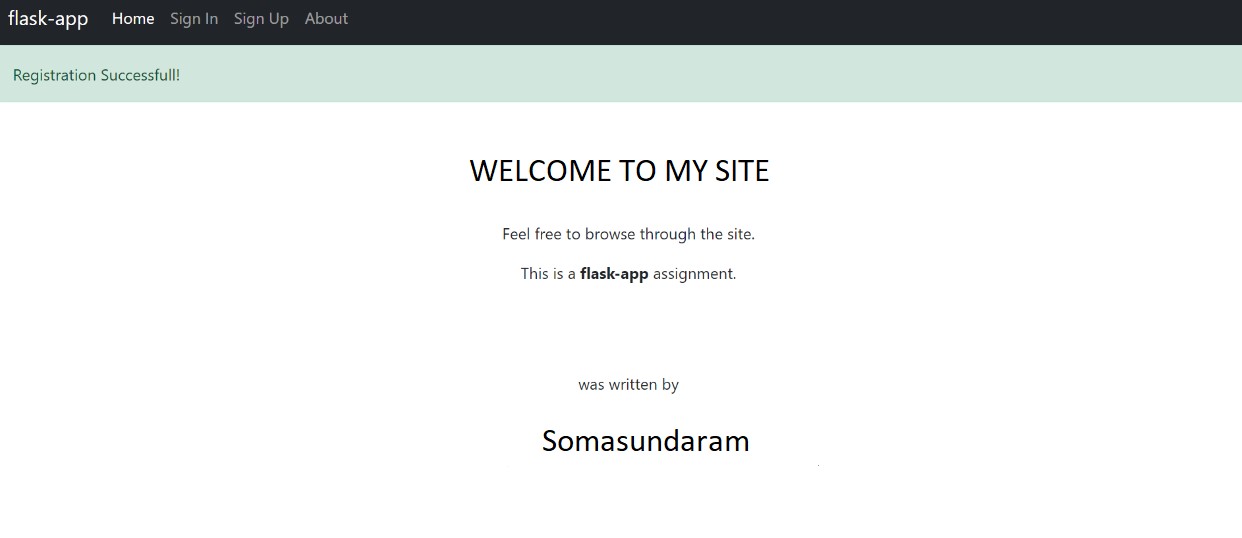 flask-app Home Sign In Sign Up About
Registration Successfull!
WELCOME TO MY SITE
Feel free to browse through the site.
This is a flask-app assignment.
was written by
Somasundaram